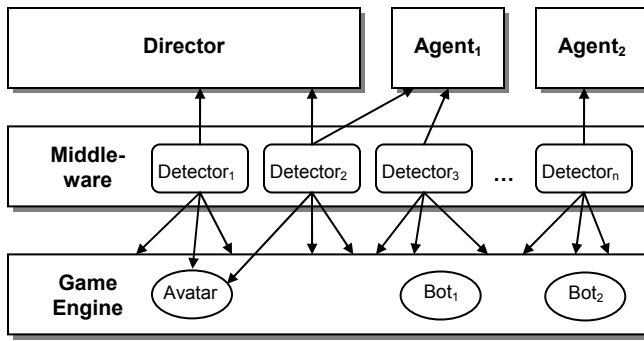 Director
Agent₁
Agent₂
Middle-
ware
Detector₁
Detector₂
Detector₃
...
Detectorn
Game
Engine
Avatar
Bot₁
Bot₂